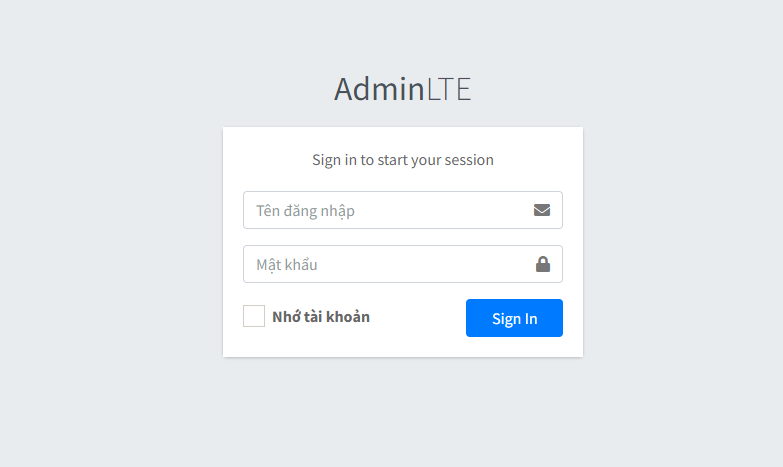 AdminLTE
Sign in to start your session
Tên đăng nhập
Mật khẩu
Nhớ tài khoản
Sign In